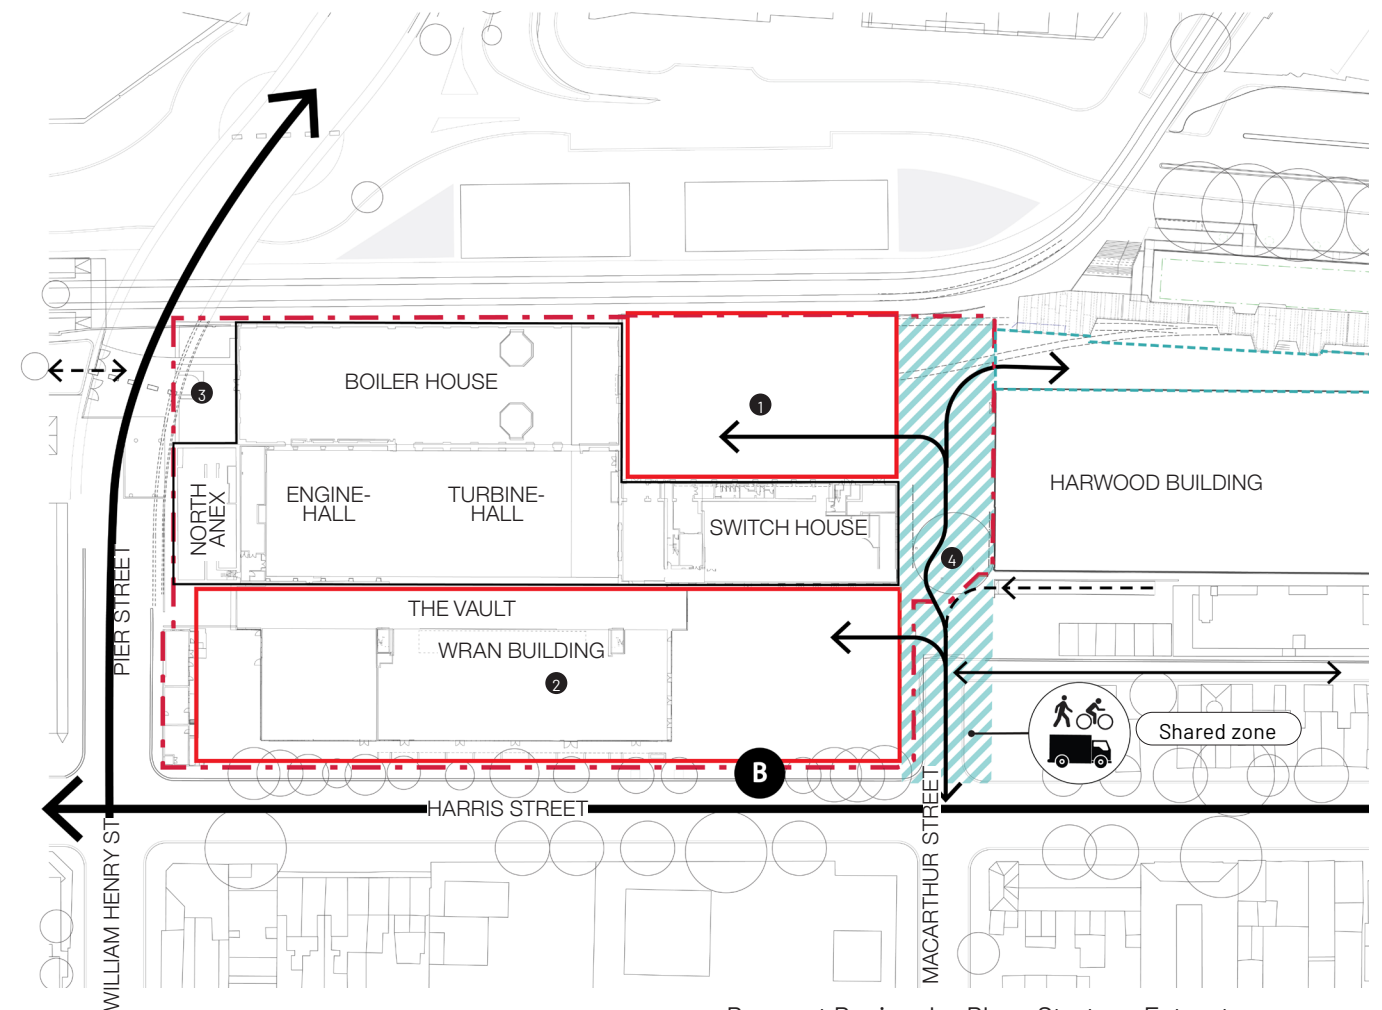 BOILER HOUSE
3
1
HARWOOD BUILDING
NORTH
ANEX
ENGINE-
HALL
TURBINE-
HALL
SWITCH HOUSE
4
PIER STREET
THE VAULT
WRAN BUILDING
2
Shared zone
B
HARRIS STREET
WILLIAM HENRY ST
MACARTHUR STREET